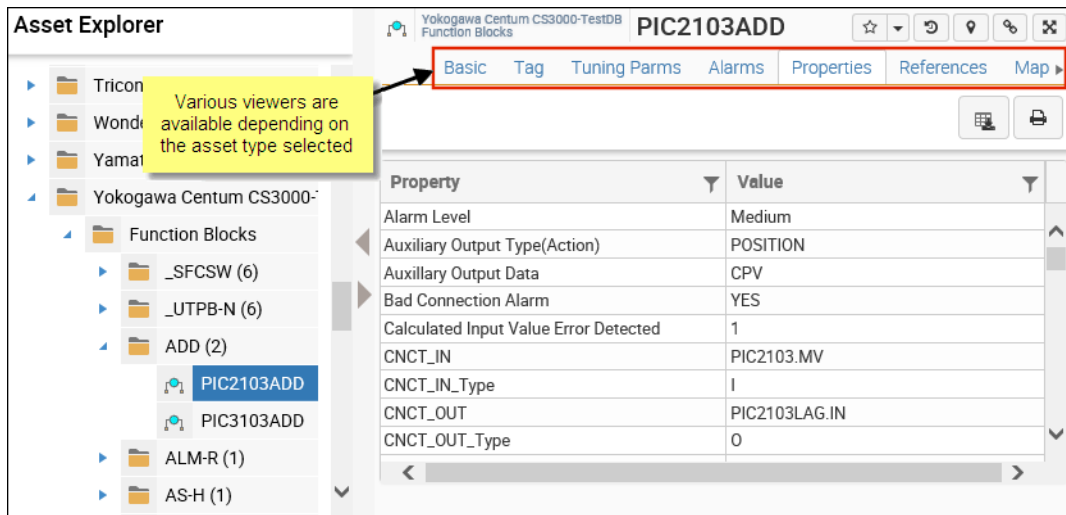 Asset Explorer
Tricon
Wonde
Yamat
Yokogawa Centum CS3000-T
Function Blocks
_SFCSW (6)
_UTPB-N (6)
ADD (2)
PIC2103ADD
PIC3103ADD
ALM-R (1)
AS-H (1)
Various viewers are
available depending on
the asset type selected
Yokogawa Centum CS3000-TestDB
Function Blocks
PIC2103ADD
Basic Tag Tuning Parms Alarms Properties References Map
Property Value
Alarm Level Medium
Auxiliary Output Type(Action) POSITION
Auxillary Output Data CPV
Bad Connection Alarm YES
Calculated Input Value Error Detected 1
CNCT_IN PIC2103.MV
CNCT_IN_Type I
CNCT_OUT PIC2103LAG.IN
CNCT_OUT_Type O